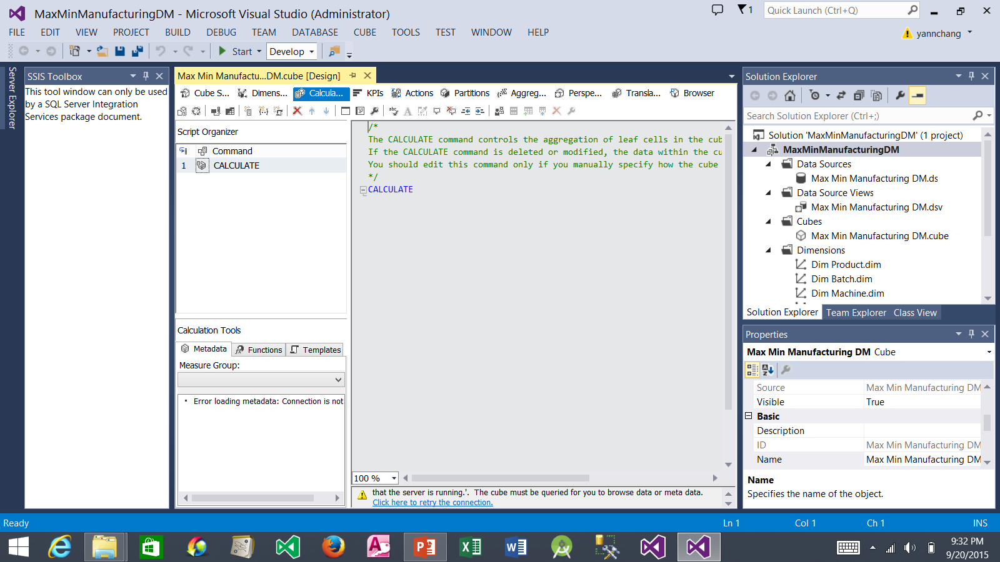 MaxMinManufacturingDM - Microsoft Visual Studio (Administrator)
1
Quick Launch (Ctrl+Q)
FILE EDIT VIEW PROJECT BUILD DEBUG TEAM DATABASE CUBE TOOLS TEST WINDOW HELP
yannchang
Start
Develop
Server Explorer
SSIS Toolbox
This tool window can only be used
by a SQL Server Integration
Services package document.
Max Min Manufactu...DM.cube [Design]
Cube S... Dimens... Calcula... KPIs Actions Partitions Aggreg... Perspe... Transla... Browser
Script Organizer
Command
1 CALCULATE
Calculation Tools
Metadata Functions Templates
Measure Group:
Error loading metadata: Connection is not
/*
The CALCULATE command controls the aggregation of leaf cells in the cub
If the CALCULATE command is deleted or modified, the data within the cu
You should edit this command only if you manually specify how the cube
*/
CALCULATE
100 %
that the server is running.'. The cube must be queried for you to browse data or meta data.
Click here to retry the connection.
Solution Explorer
Search Solution Explorer (Ctrl+;)
Solution 'MaxMinManufacturingDM' (1 project)
MaxMinManufacturingDM
Data Sources
Max Min Manufacturing DM.ds
Data Source Views
Max Min Manufacturing DM.dsv
Cubes
Max Min Manufacturing DM.cube
Dimensions
Dim Product.dim
Dim Batch.dim
Dim Machine.dim
Solution Explorer Team Explorer Class View
Properties
Max Min Manufacturing DM Cube
Source Max Min Manufacturing DM
Visible True
Basic
Description
ID Max Min Manufacturing DM
Name Max Min Manufacturing DM
Name
Specifies the name of the object.
Ready
Ln 1 Col 1 Ch 1 INS
9:32 PM
9/20/2015